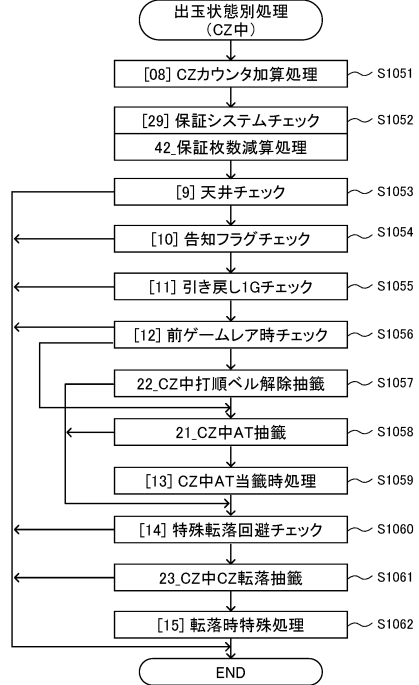 出玉状態別処理
(CZ中)
[08] CZカウンタ加算処理 S1051
[29] 保証システムチェック S1052
42_保証枚数減算処理
[9] 天井チェック S1053
[10] 告知フラグチェック S1054
[11] 引き戻し1Gチェック S1055
[12] 前ゲームレア時チェック S1056
22_CZ中打順ベル解除抽籤 S1057
21_CZ中AT抽籤 S1058
[13] CZ中AT当籤時処理 S1059
[14] 特殊転落回避チェック S1060
23_CZ中CZ転落抽籤 S1061
[15] 転落時特殊処理 S1062
END